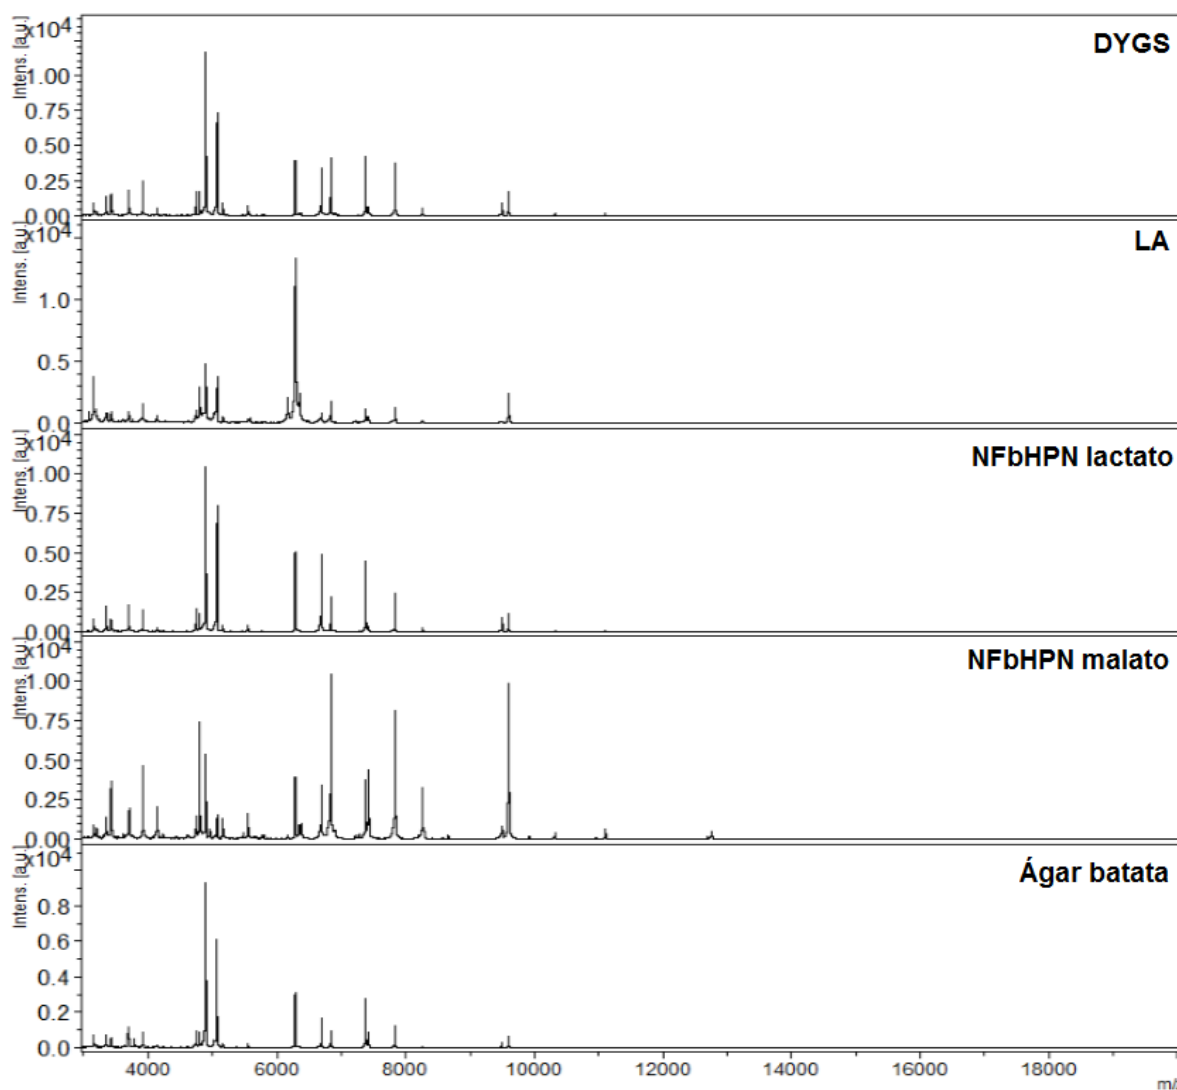 Intens. [a.u.]
x10⁴
DYGS
1.00
0.75
0.50
0.25
0.00
Intens. [a.u.]
x10⁴
LA
1.0
0.5
0.0
Intens. [a.u.]
x10⁴
NFbHPN lactato
1.00
0.75
0.50
0.25
0.00
Intens. [a.u.]
x10⁴
NFbHPN malato
1.00
0.75
0.50
0.25
0.00
Intens. [a.u.]
x10⁴
Ágar batata
0.8
0.6
0.4
0.2
0.0
4000 6000 8000 10000 12000 14000 16000 18000